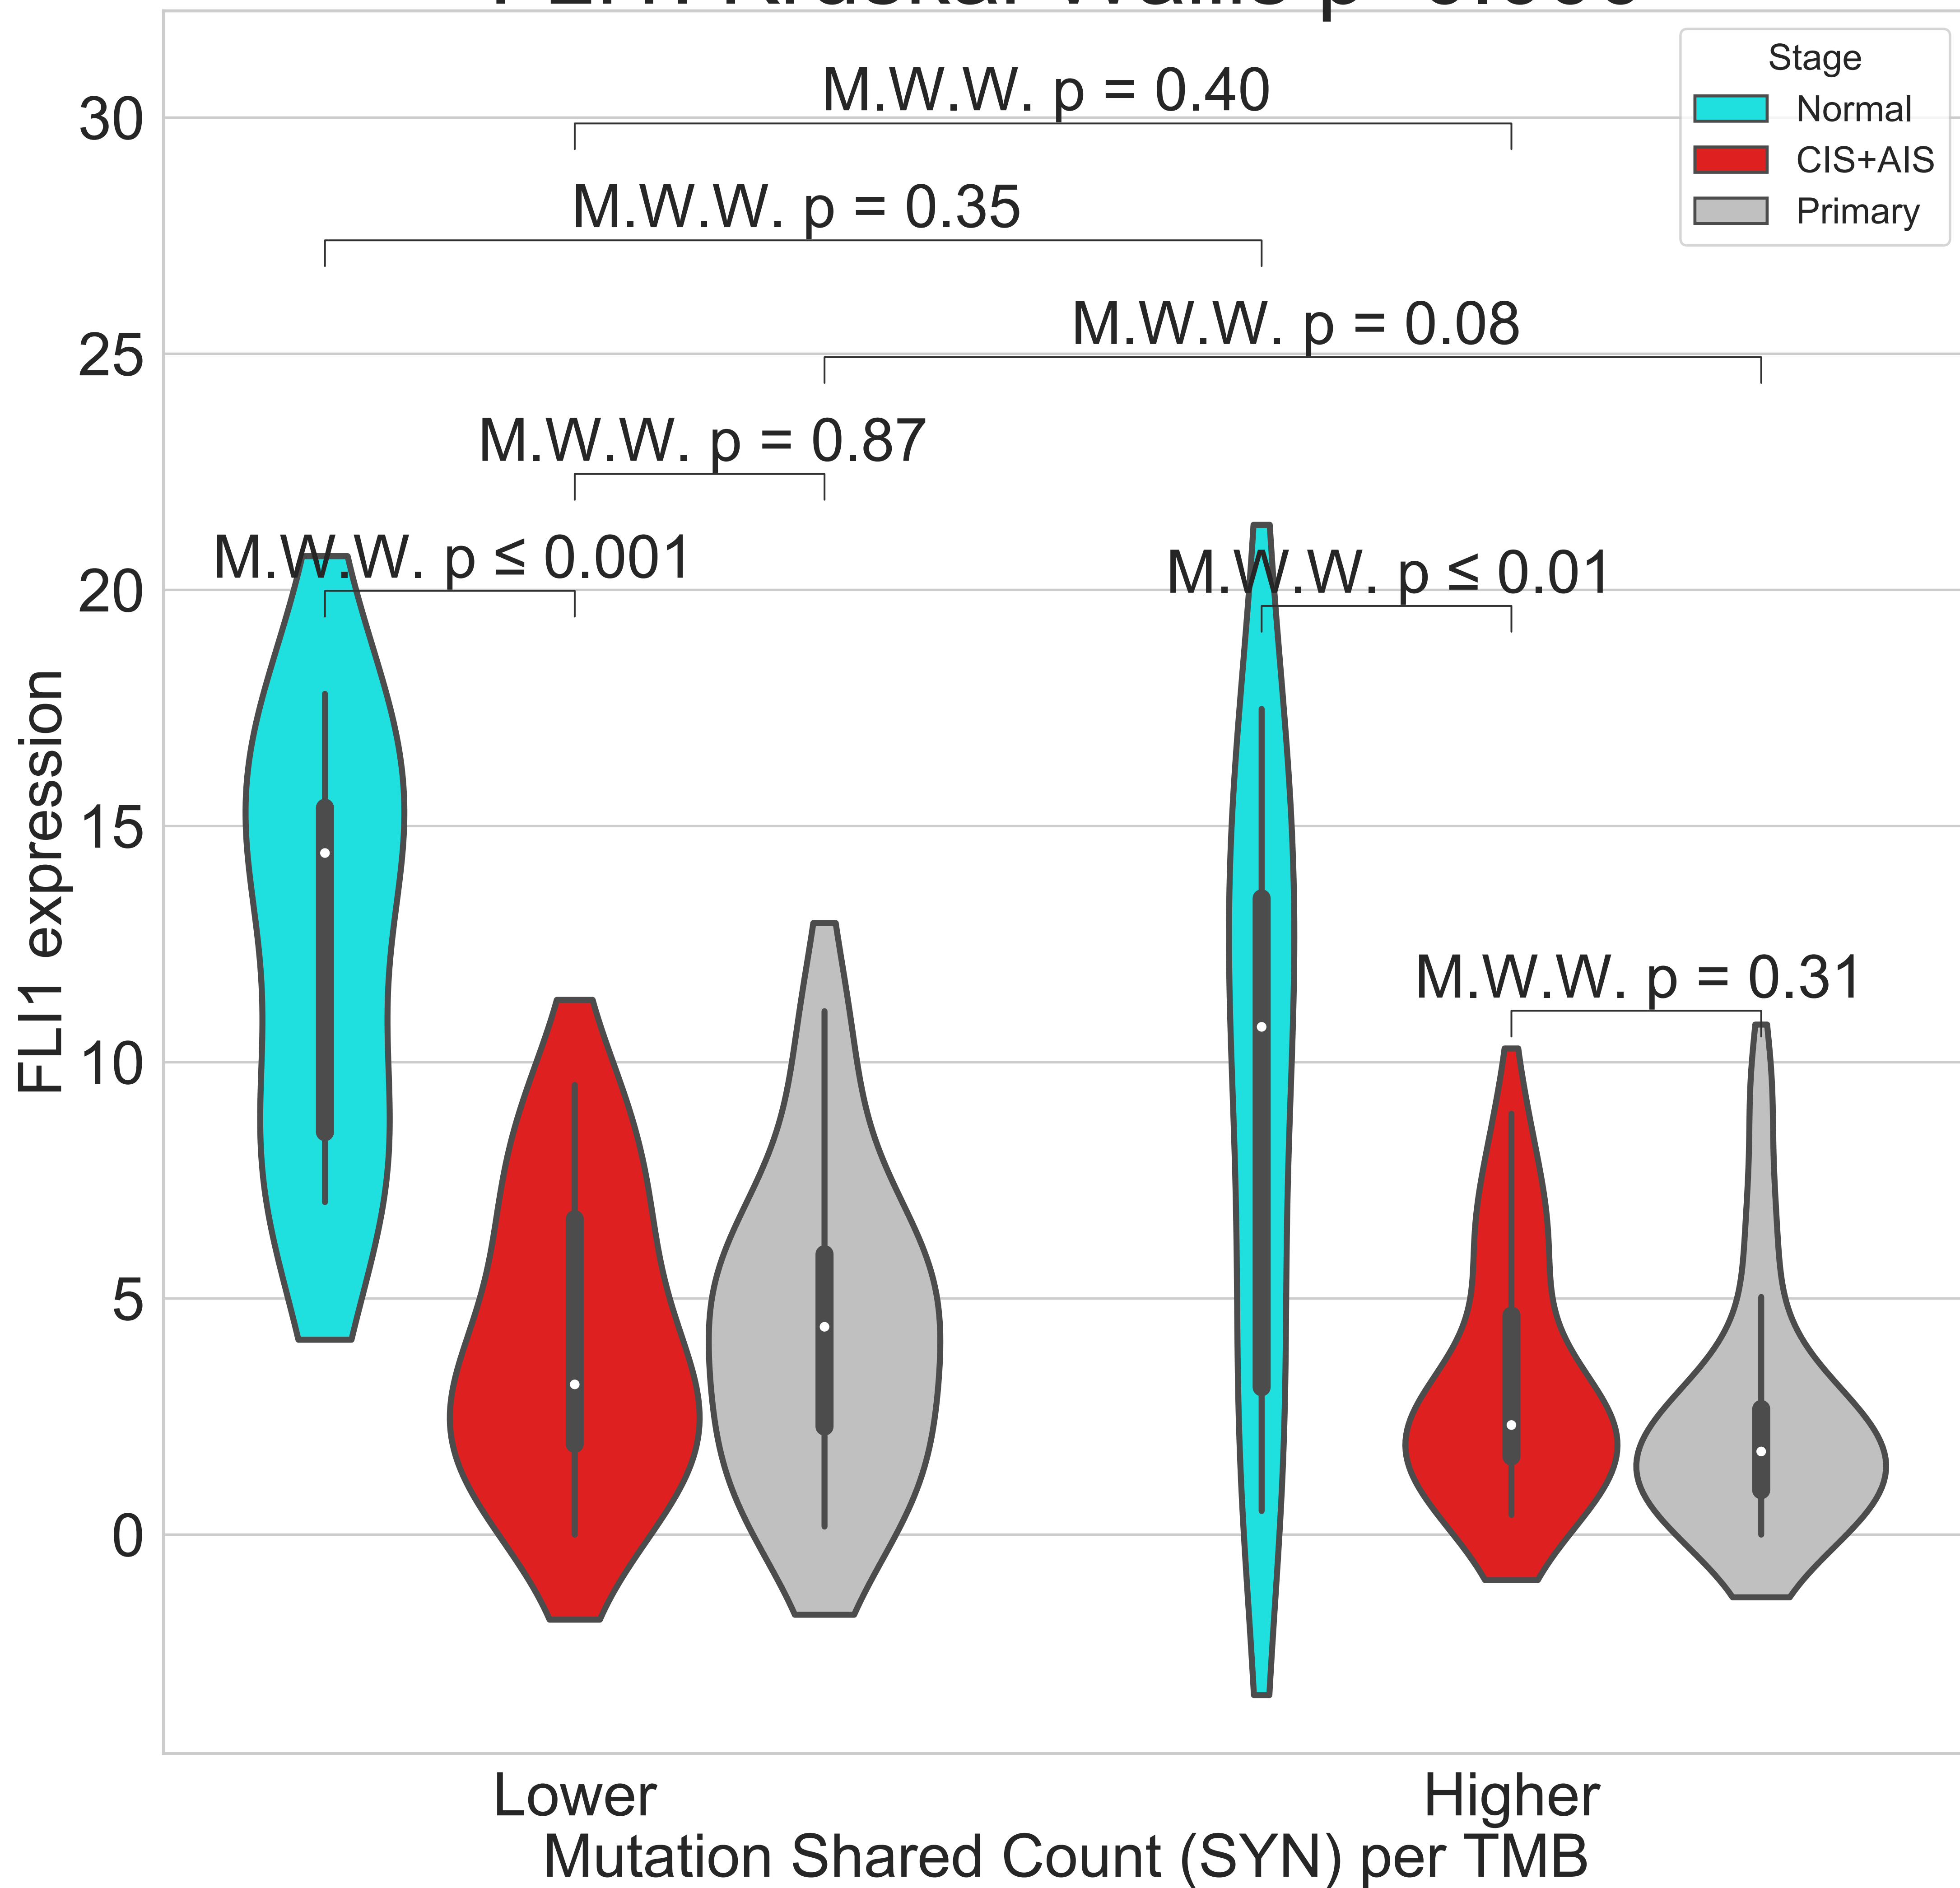 Stage
Normal
CIS+AIS
Primary
M.W.W. p = 0.40
M.W.W. p = 0.35
M.W.W. p = 0.08
M.W.W. p = 0.87
M.W.W. p ≤ 0.001
M.W.W. p ≤ 0.01
M.W.W. p = 0.31
30
25
20
15
10
5
0
FLI1 expression
Lower
Higher
Mutation Shared Count (SYN) per TMB